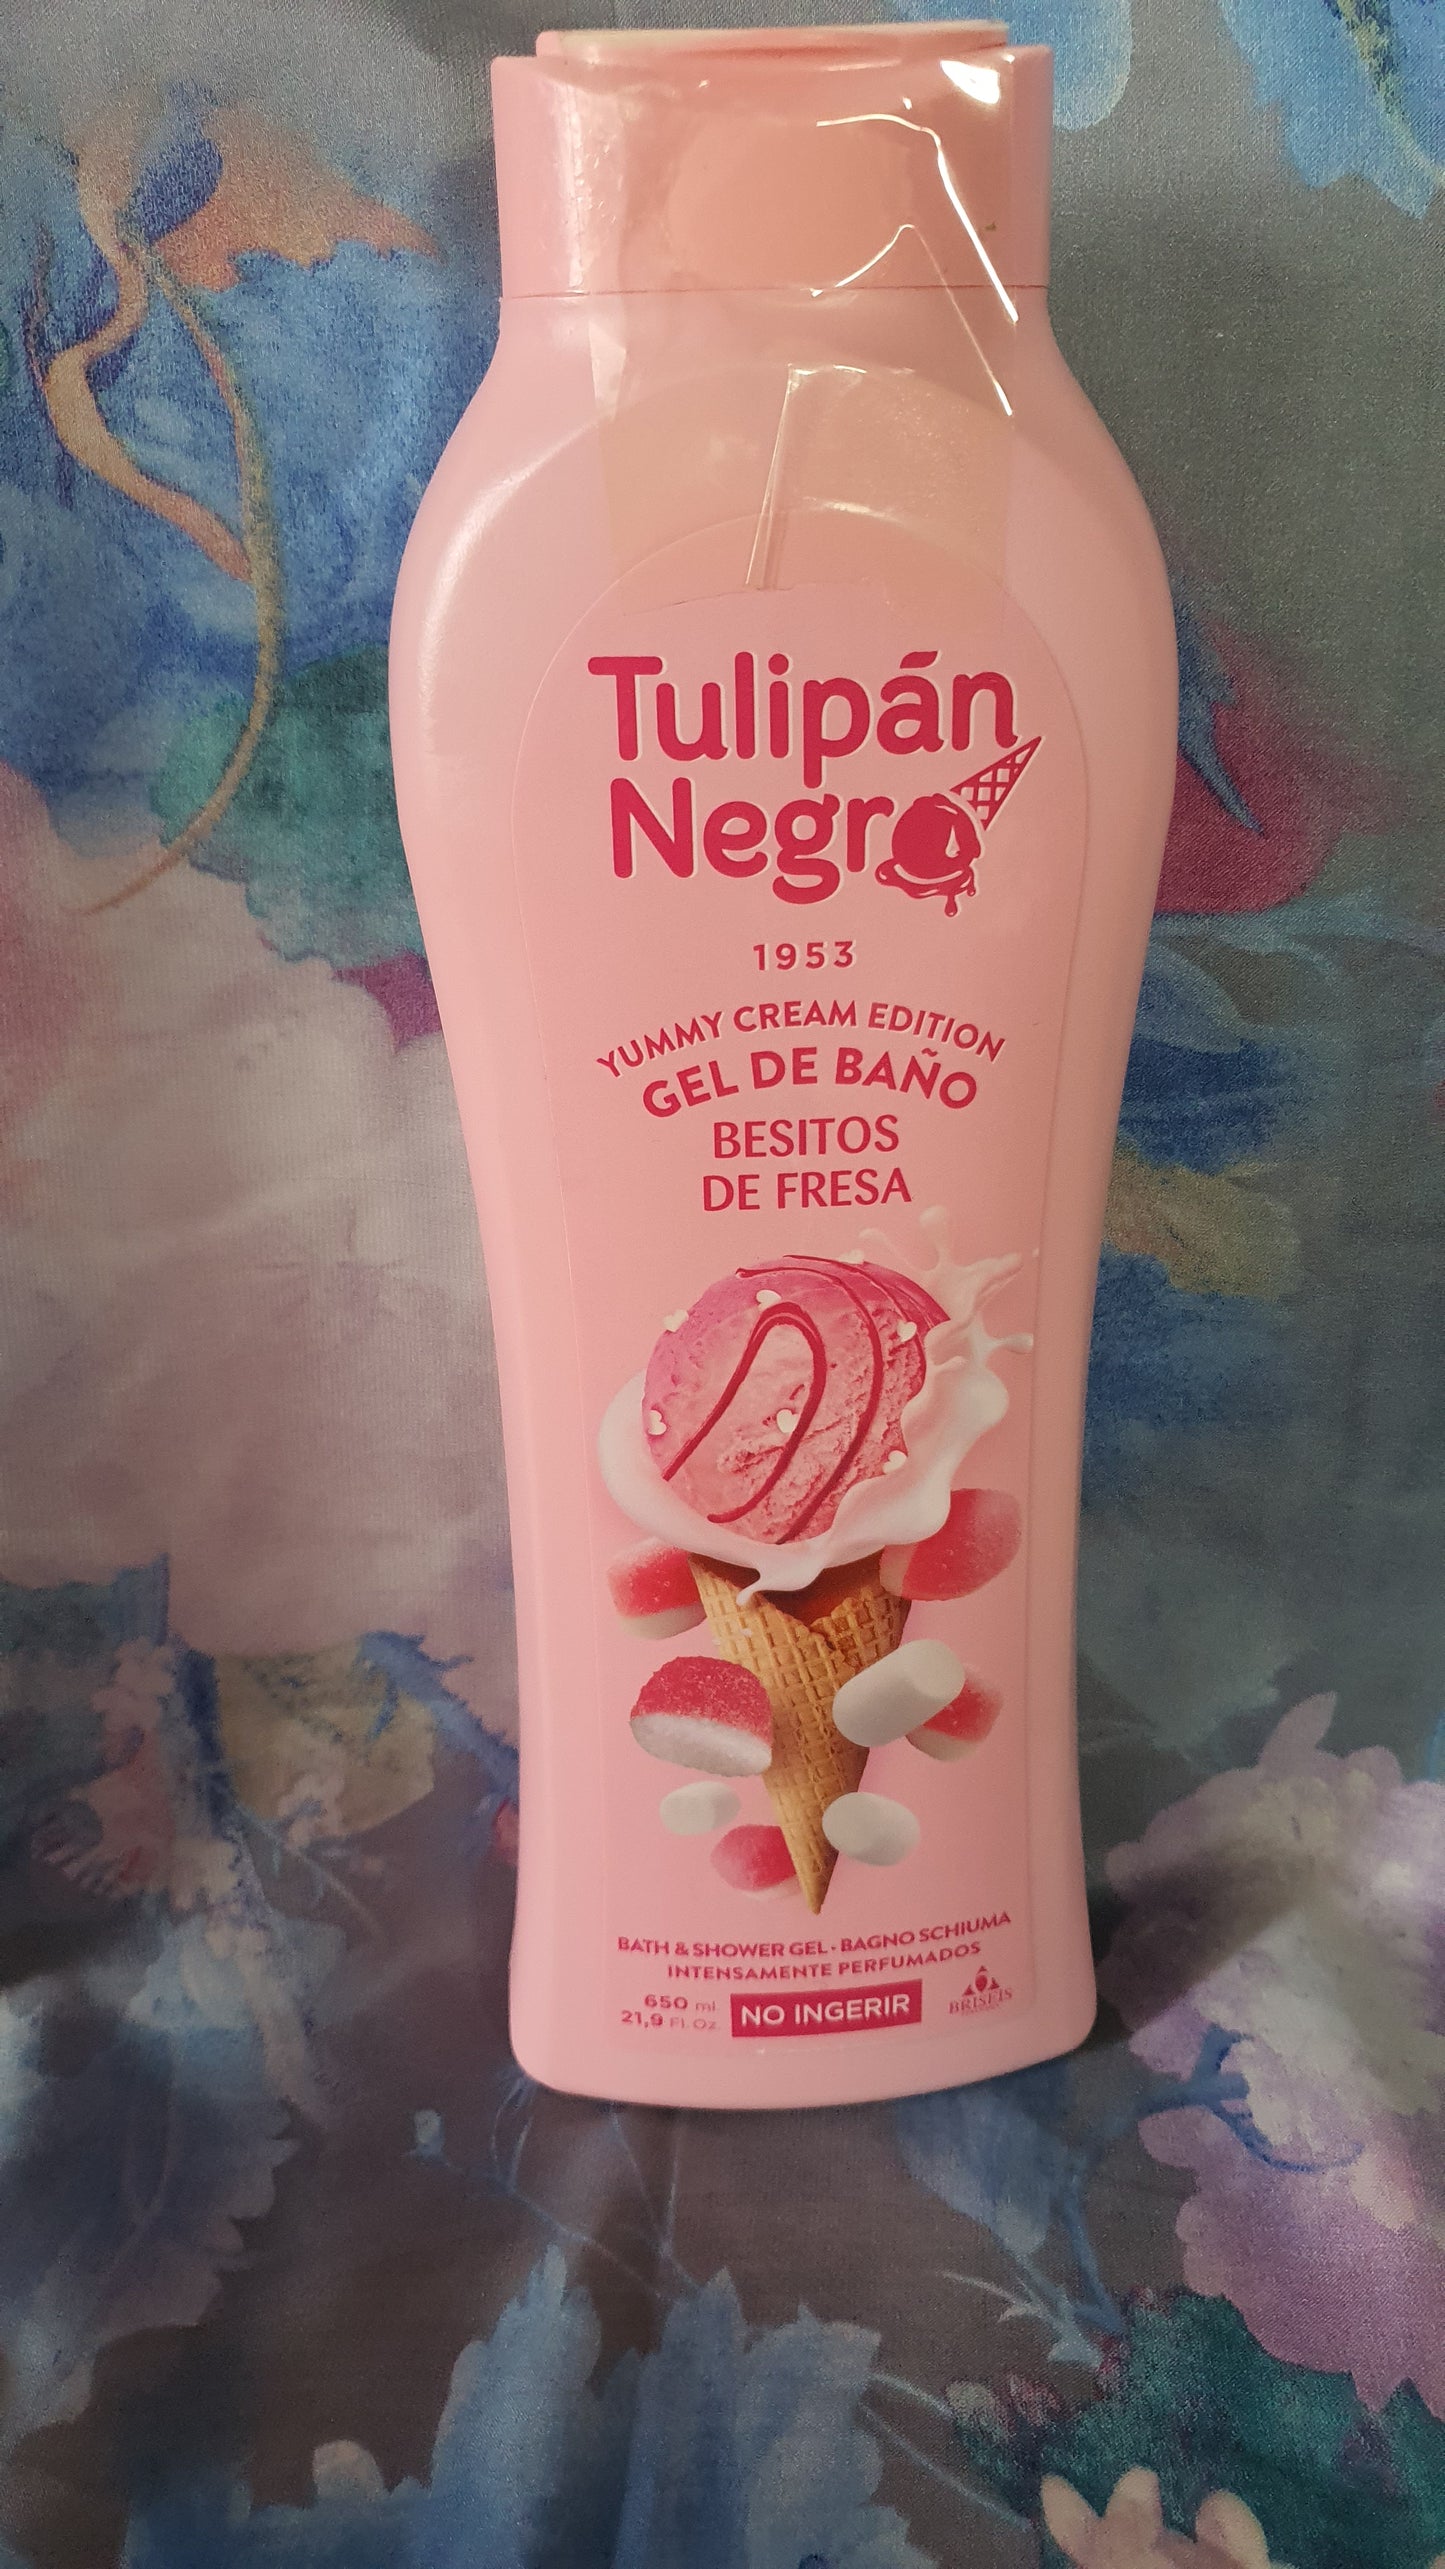 Tulipán
Negro
1953
YUMMY CREAM EDITION
GEL DE BAÑO
BESITOS
DE FRESA
BATH & SHOWER GEL · BAGNO SCHIUMA
INTENSAMENTE PERFUMADOS
650 ml
21,9 Fl. Oz.
NO INGERIR
BRISEIS